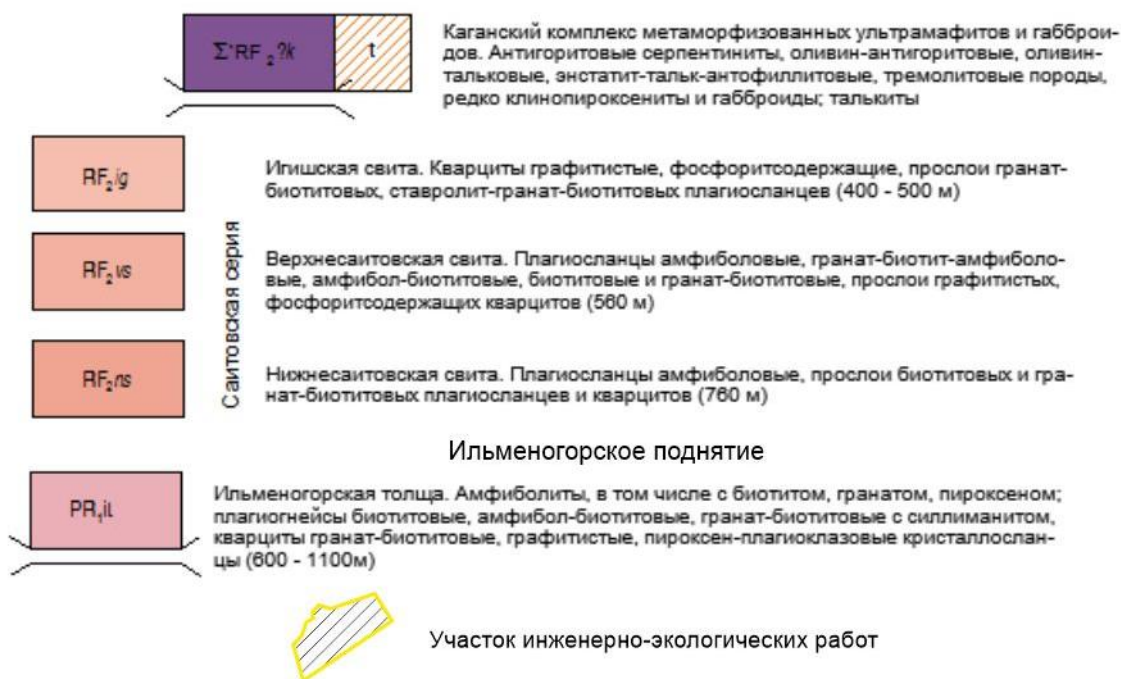 Σ'RF₂?k
t
Каганский комплекс метаморфизованных ультрамафитов и габброи-
дов. Антигоритовые серпентиниты, оливин-антигоритовые, оливин-
тальковые, энстатит-тальк-антофиллитовые, тремолитовые породы,
редко клинопироксениты и габброиды; талькиты
RF₂ig
Игишская свита. Кварциты графитистые, фосфоритсодержащие, прослои гранат-
биотитовых, ставролит-гранат-биотитовых плагиосланцев (400 - 500 м)
Саитовская серия
RF₂vs
Верхнесаитовская свита. Плагиосланцы амфиболовые, гранат-биотит-амфиболо-
вые, амфибол-биотитовые, биотитовые и гранат-биотитовые, прослои графитистых,
фосфоритсодержащих кварцитов (560 м)
RF₂ns
Нижнесаитовская свита. Плагиосланцы амфиболовые, прослои биотитовых и гра-
нат-биотитовых плагиосланцев и кварцитов (760 м)
Ильменогорское поднятие
PR₁iL
Ильменогорская толща. Амфиболиты, в том числе с биотитом, гранатом, пироксеном;
плагиогнейсы биотитовые, амфибол-биотитовые, гранат-биотитовые с силлиманитом,
кварциты гранат-биотитовые, графитистые, пироксен-плагиоклазовые кристаллослан-
цы (600 - 1100м)
Участок инженерно-экологических работ